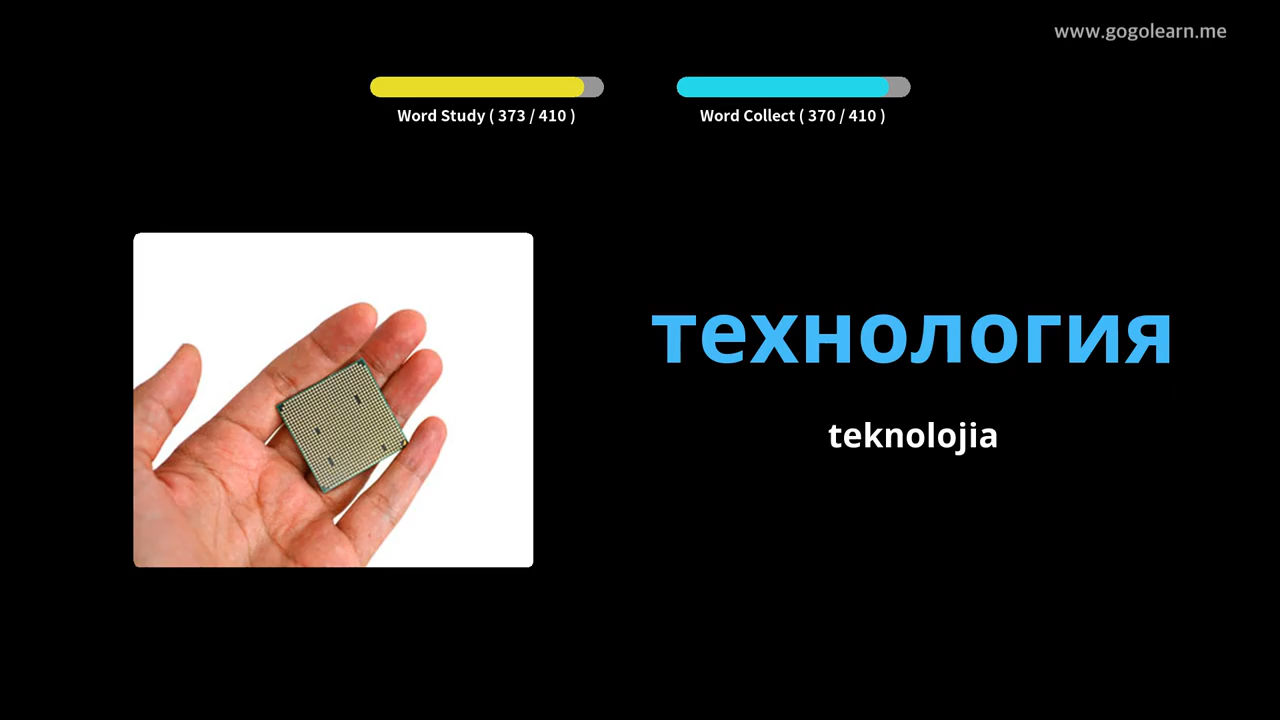 www.gogolearn.me
Word Study ( 373 / 410 )
Word Collect ( 370 / 410 )
технология
teknolojia